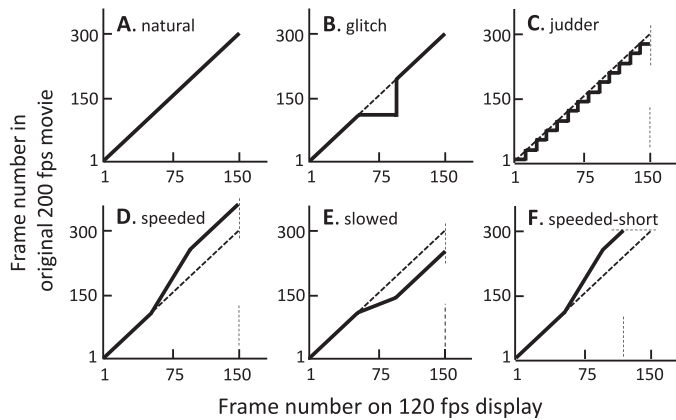 A. natural
B. glitch
C. judder
300
150
1
1 75 150
300
150
1
1 75 150
300
150
1
1 75 150
D. speeded
E. slowed
F. speeded-short
300
150
1
1 75 150
300
150
1
1 75 150
300
150
1
1 75 150
Frame number in
original 200 fps movie
Frame number on 120 fps display